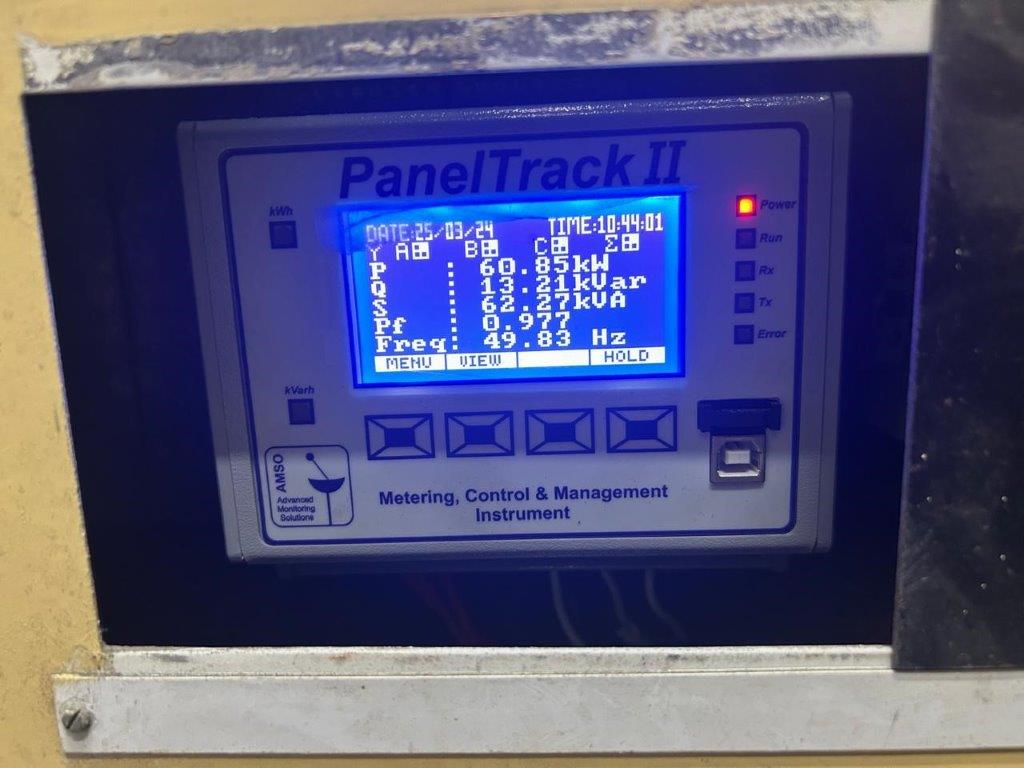 PanelTrack II
kWh
Power
Run
Rx
Tx
Error
DATE:25/03/24 TIME:10:44:01
Y A B C Σ
P : 60.85kW
Q : 13.21kVar
S : 62.27kVA
Pf : 0.977
Freq: 49.83 Hz
MENU VIEW HOLD
kVarh
AMSO
Advanced
Monitoring
Solutions
Metering, Control & Management
Instrument